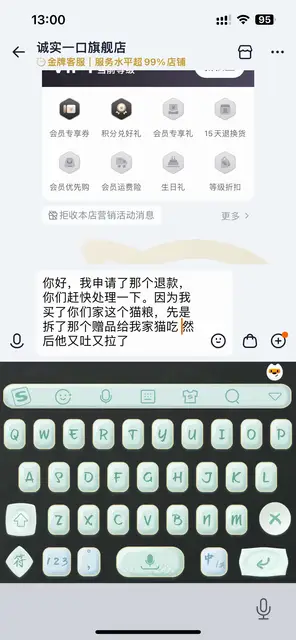 13:00
95
诚实一口旗舰店
金牌客服 | 服务水平超99%店铺
当前等级
会员专享券 积分兑好礼 会员专享礼 15天退换货
会员优先购 会员运费险 生日礼 等级折扣
拒收本店营销活动消息 更多 >
你好，我申请了那个退款，
你们赶快处理一下。因为我
买了你们家这个猫粮，先是
拆了那个赠品给我家猫吃 然
后他又吐又拉了
S
Q W E R T Y U I O P
A S D F G H J K L
Z X C V B N M
符 123 中